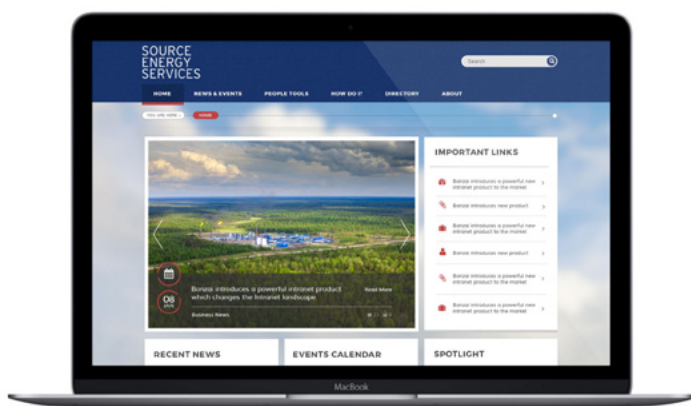 SOURCE
ENERGY
SERVICES
Search
HOME NEWS & EVENTS PEOPLE TOOLS HOW DO I? DIRECTORY ABOUT
YOU ARE HERE : HOME
IMPORTANT LINKS
Bonzai introduces a powerful new
intranet product to the market
Bonzai introduces new product
Bonzai introduces a powerful new
intranet product to the market
Bonzai introduces new product
Bonzai introduces a powerful new
intranet product to the market
Bonzai introduces a powerful new
intranet product to the market
08
Bonzai introduces a powerful intranet product Read More
which changes the Intranet landscape
Business News
RECENT NEWS EVENTS CALENDAR SPOTLIGHT
MacBook